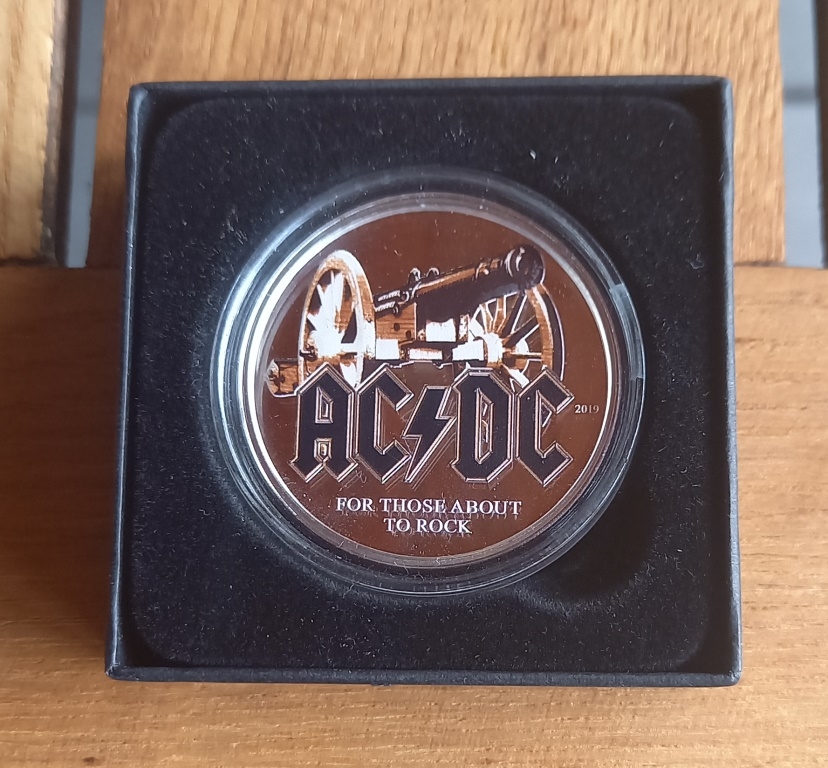 AC⚡DC
2019
FOR THOSE ABOUT
TO ROCK